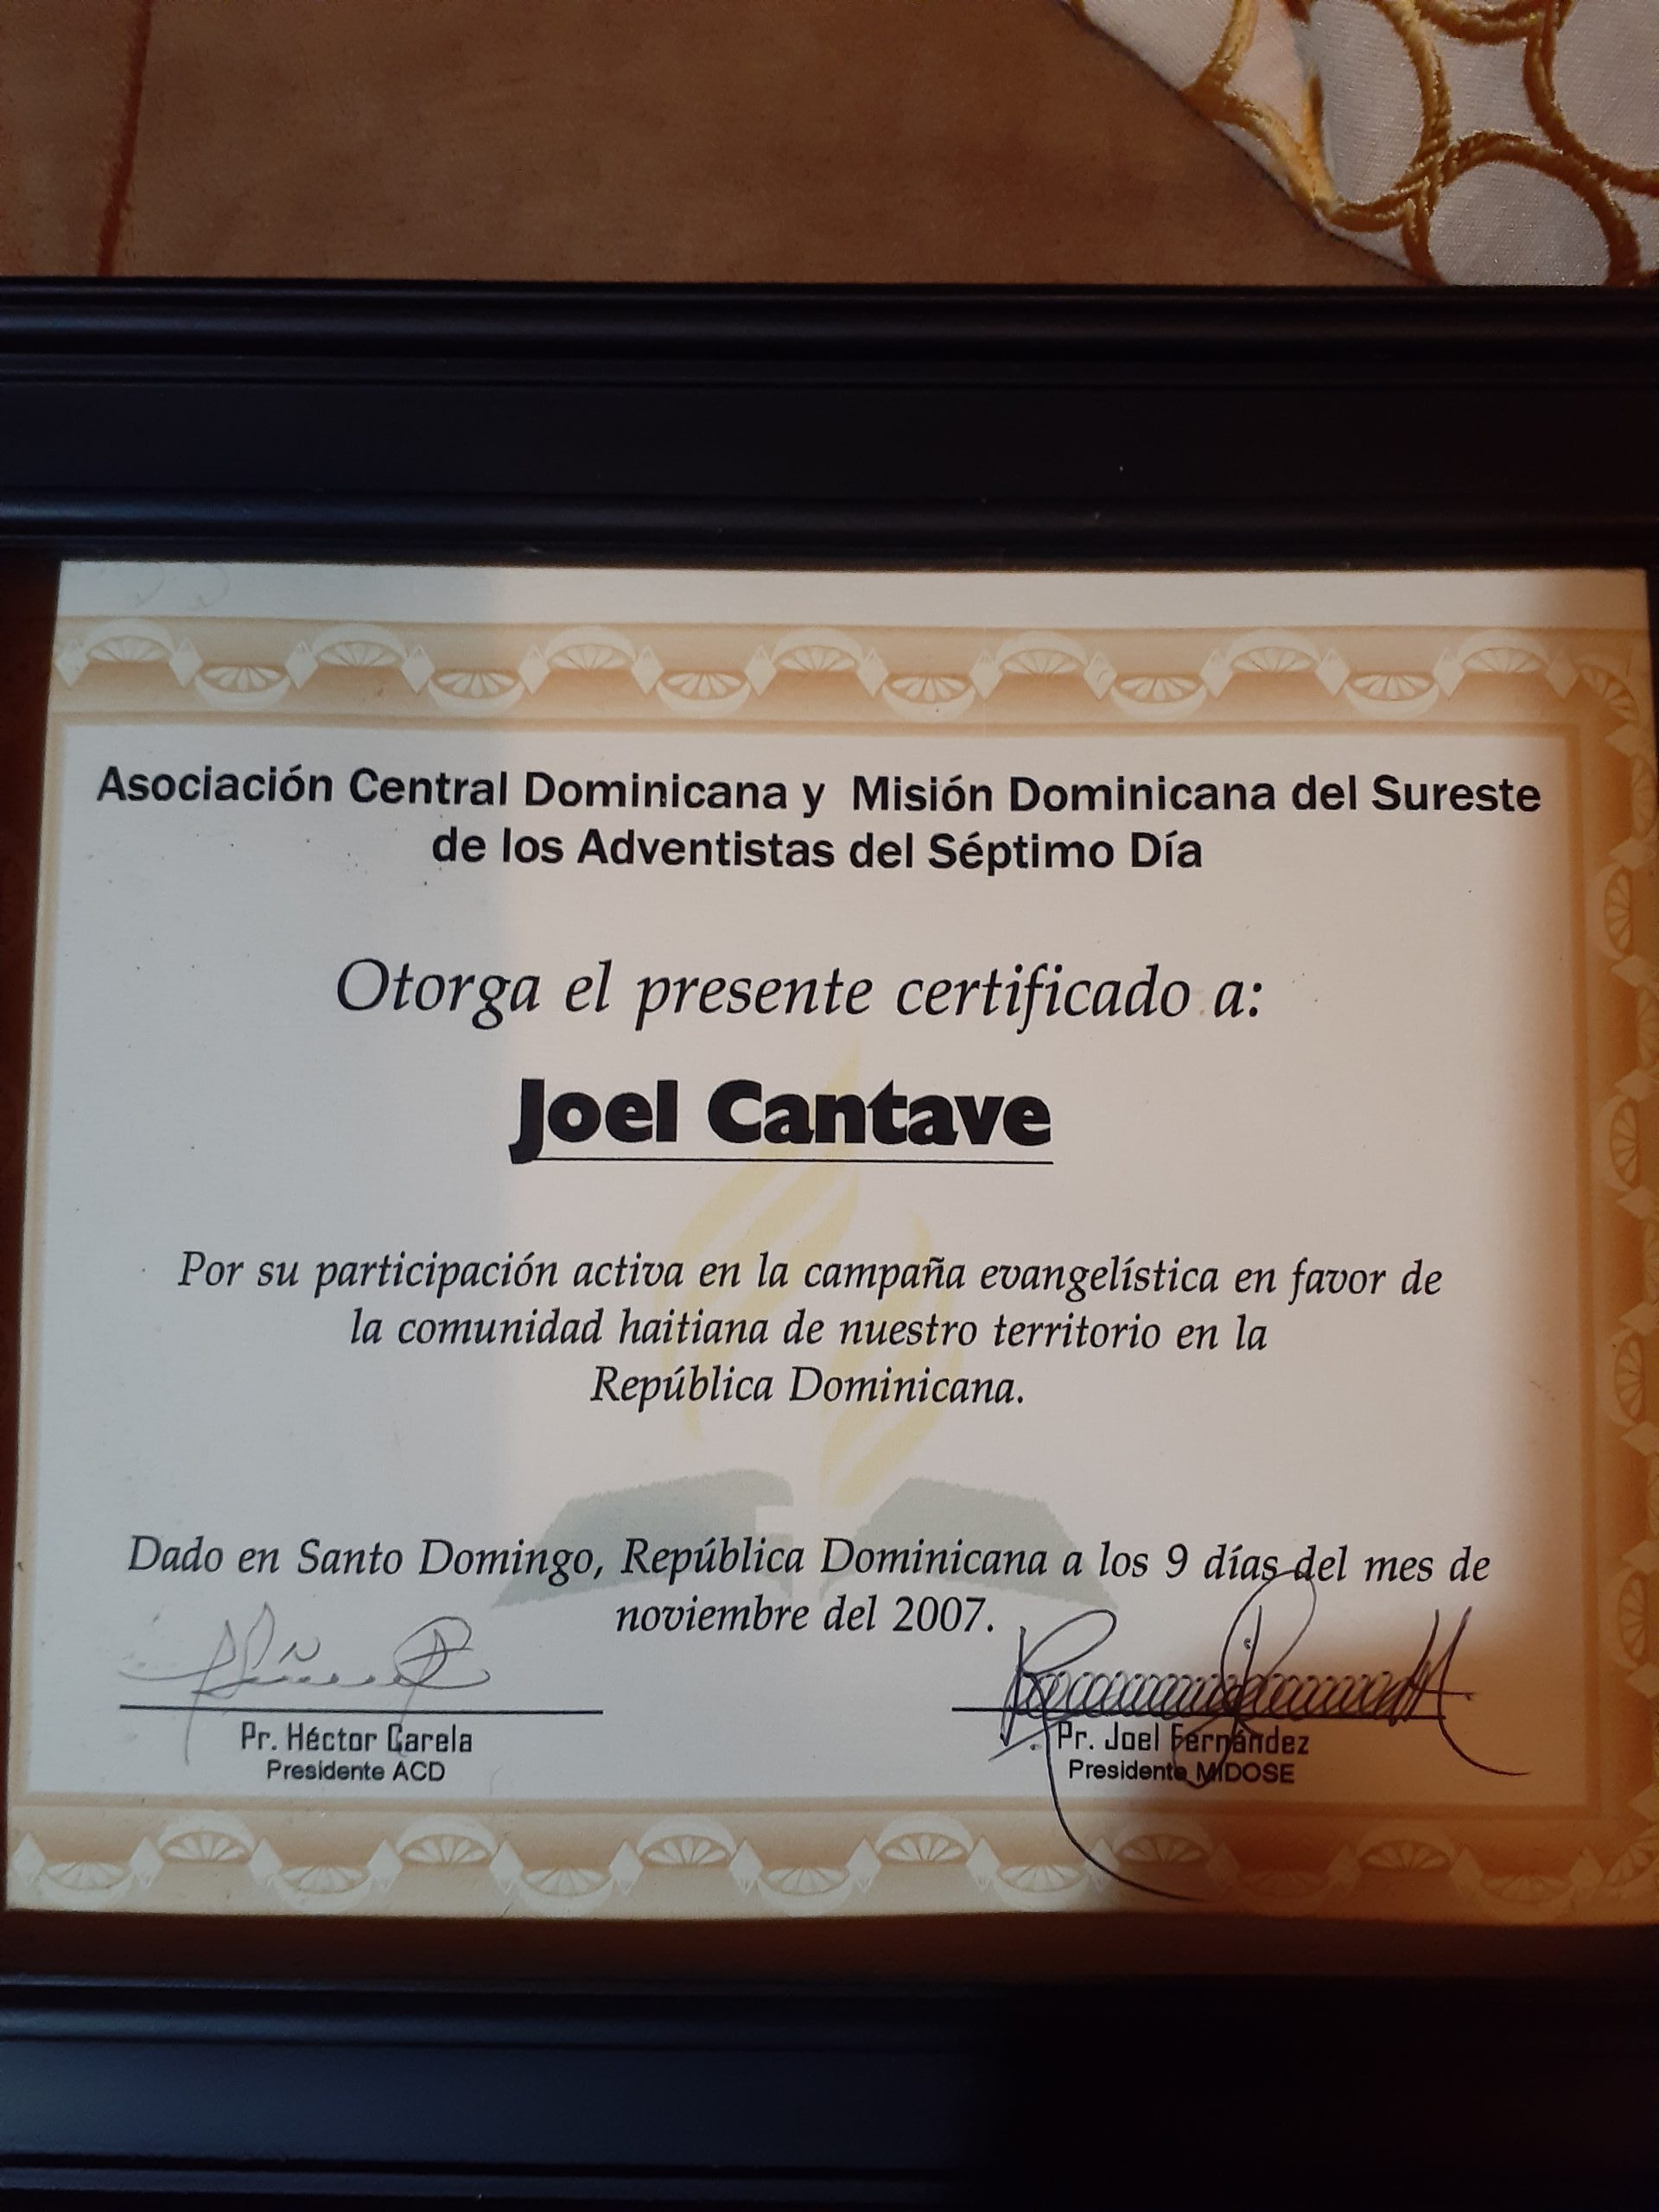 Asociación Central Dominicana y Misión Dominicana del Sureste
de los Adventistas del Séptimo Día
Otorga el presente certificado a:
Joel Cantave
Por su participación activa en la campaña evangelística en favor de
la comunidad haitiana de nuestro territorio en la
República Dominicana.
Dado en Santo Domingo, República Dominicana a los 9 días del mes de
noviembre del 2007.
Pr. Héctor Carela
Presidente ACD
Pr. Joel Fernández
Presidente MIDOSE